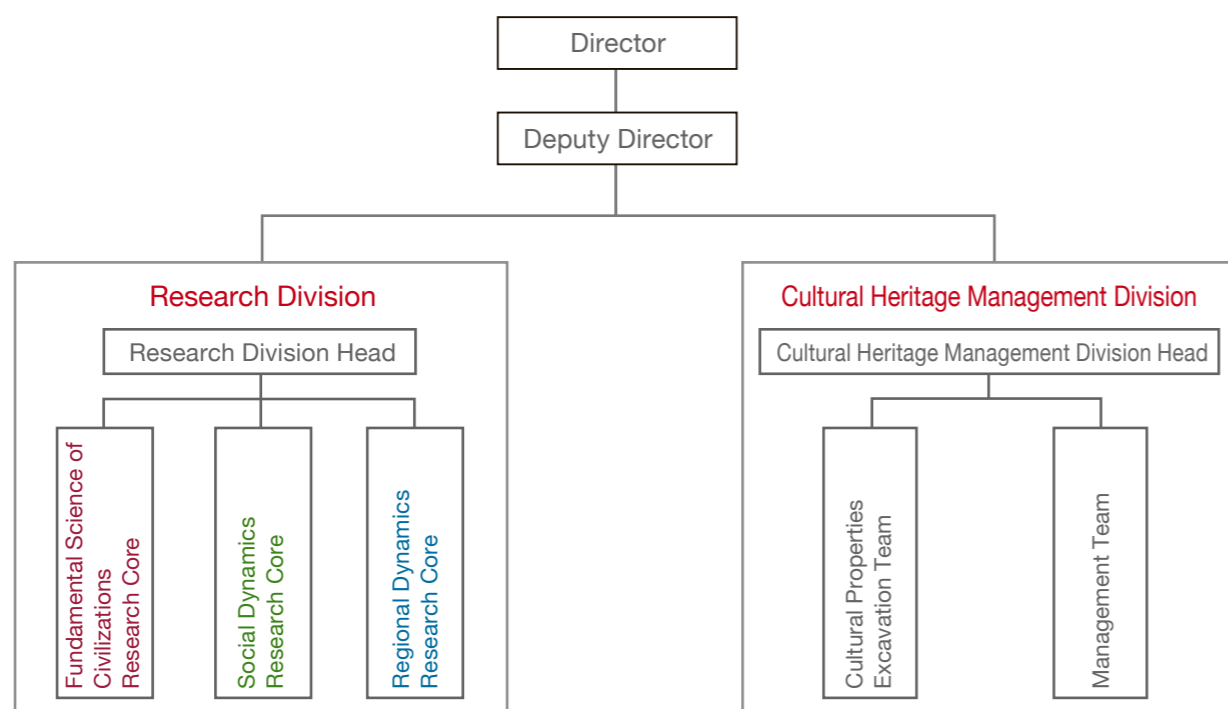 Director
Deputy Director
Research Division
Research Division Head
Fundamental Science of
Civilizations
Research Core
Social Dynamics
Research Core
Regional Dynamics
Research Core
Cultural Heritage Management Division
Cultural Heritage Management Division Head
Cultural Properties
Excavation Team
Management Team